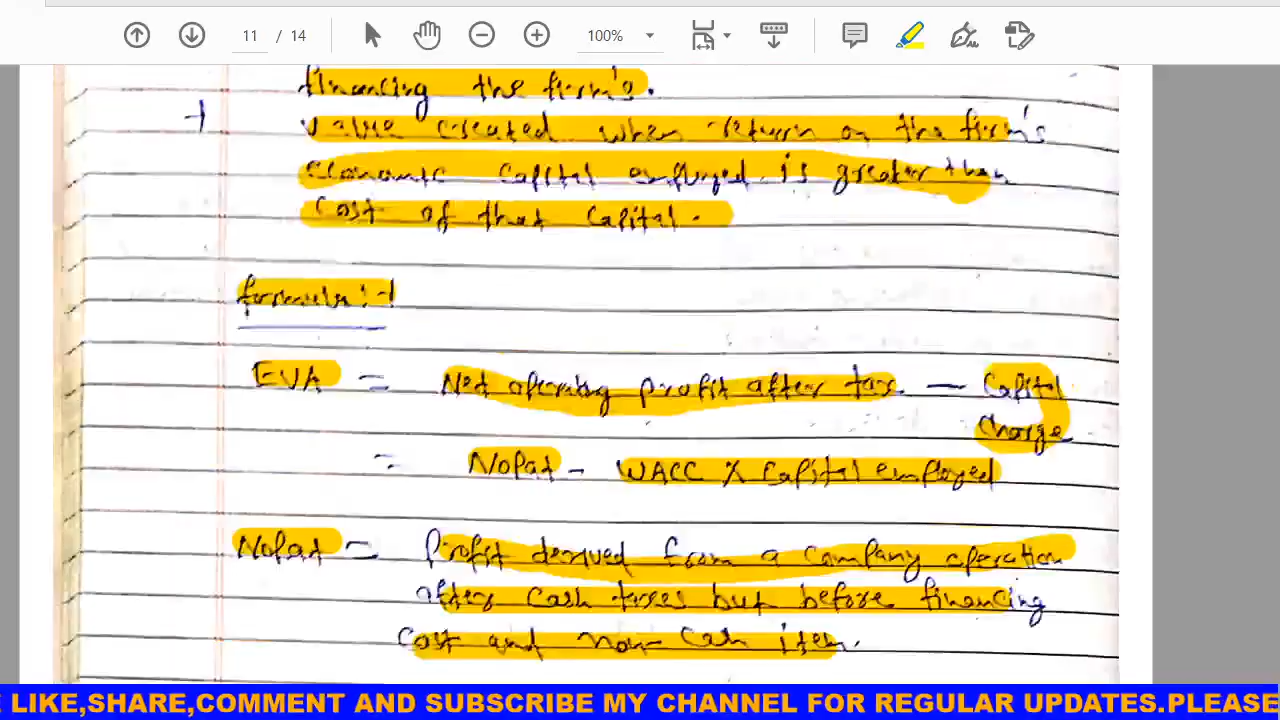 11 / 14
100%
financing the firm's.
value created when return on the firm's
economic capital employed is greater than
cost of that capital.
formula :-
EVA = Net operating profit after tax. — Capital
Charge
= Nopat - WACC X Capital employed
Nopat = Profit derived from a company operation
after cash taxes but before financing
cost and non-cash item.
E LIKE,SHARE,COMMENT AND SUBSCRIBE MY CHANNEL FOR REGULAR UPDATES.PLEASE